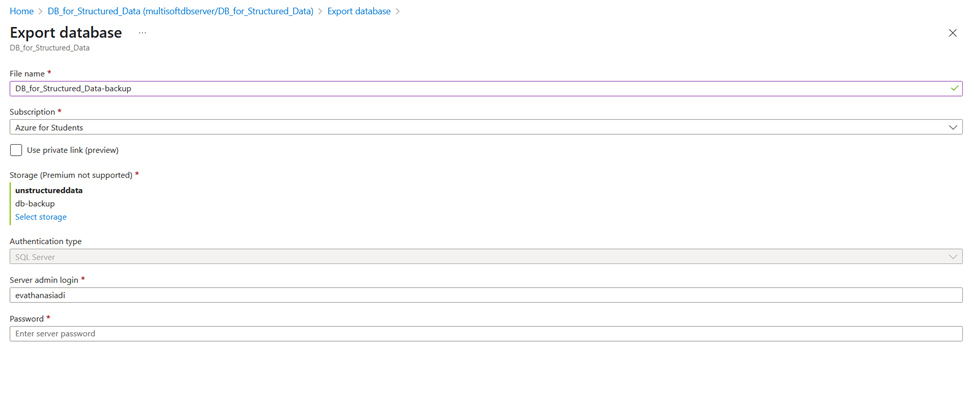 Home > DB_for_Structured_Data (multisoftdbserver/DB_for_Structured_Data) > Export database >
Export database ...
DB_for_Structured_Data
File name *
DB_for_Structured_Data-backup
Subscription *
Azure for Students
Use private link (preview)
Storage (Premium not supported) *
unstructureddata
db-backup
Select storage
Authentication type
SQL Server
Server admin login *
evathanasiadi
Password *
Enter server password